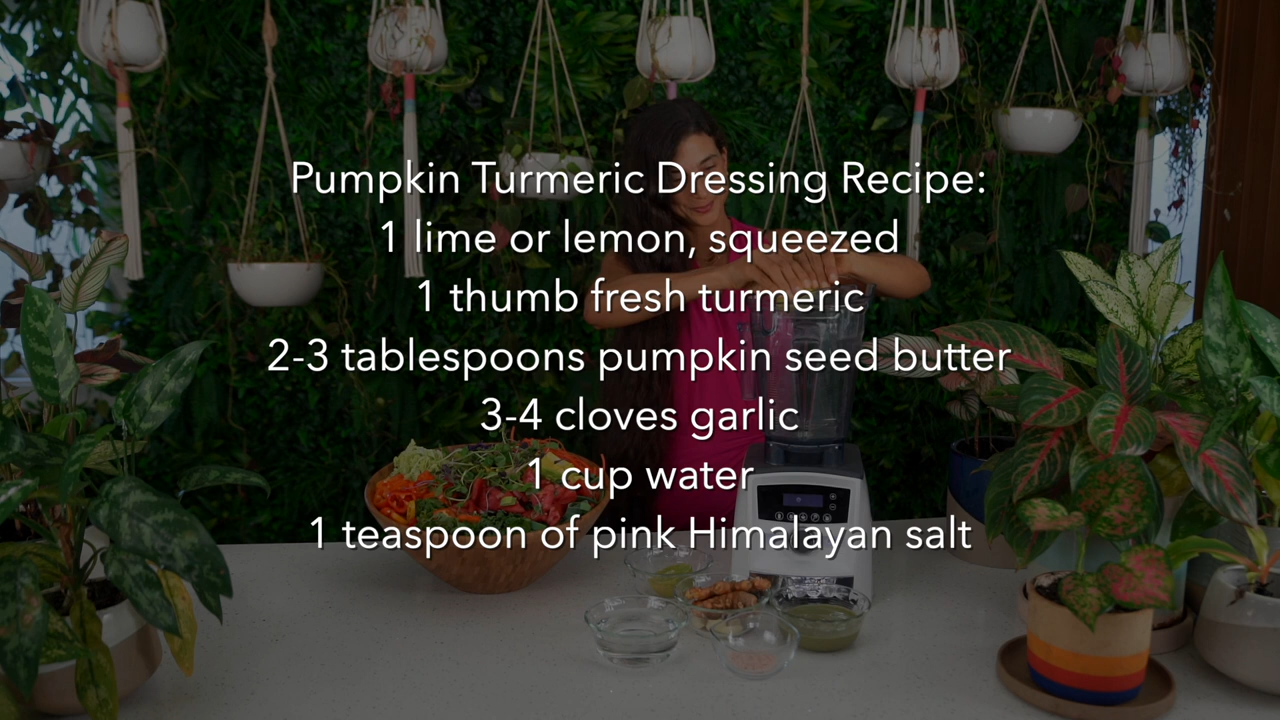 Pumpkin Turmeric Dressing Recipe:
1 lime or lemon, squeezed
1 thumb fresh turmeric
2-3 tablespoons pumpkin seed butter
3-4 cloves garlic
1 cup water
1 teaspoon of pink Himalayan salt